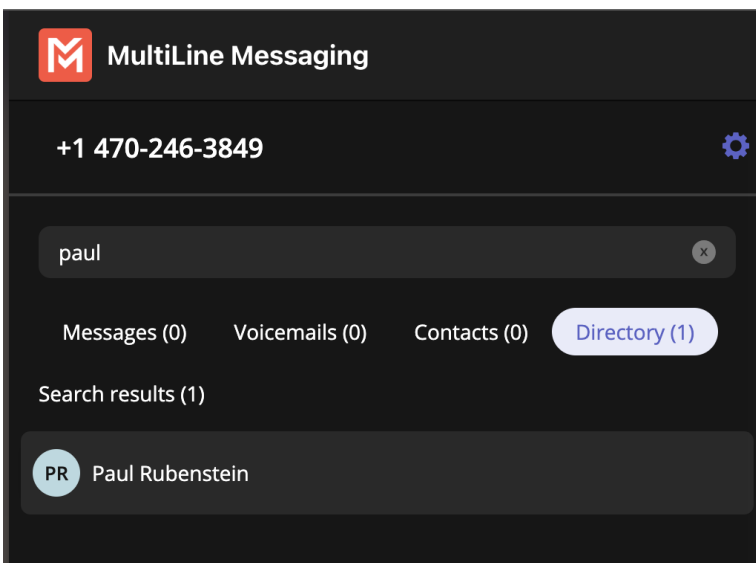 MultiLine Messaging
+1 470-246-3849
paul
x
Messages (0) Voicemails (0) Contacts (0) Directory (1)
Search results (1)
PR Paul Rubenstein